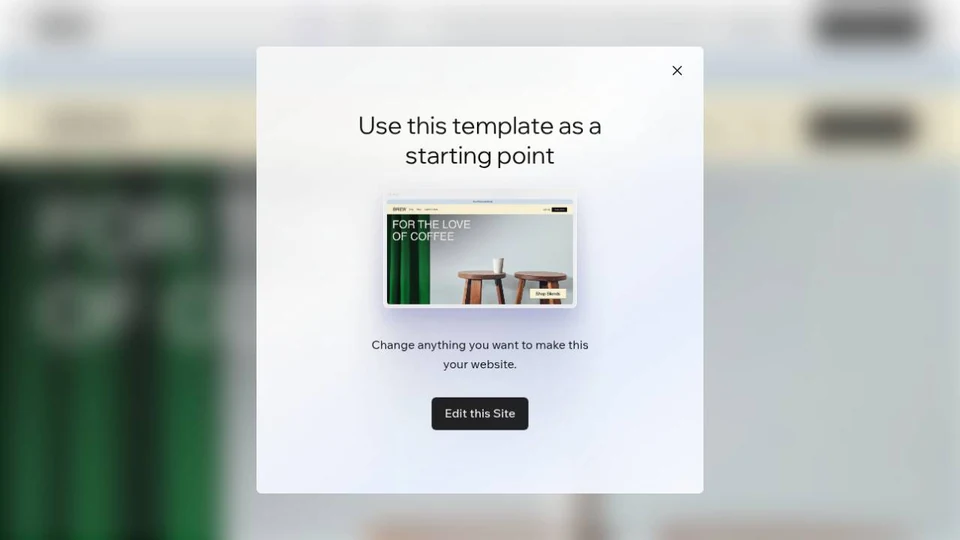 Use this template as a
starting point
FOR THE LOVE
OF COFFEE
Shop Blends
Change anything you want to make this
your website.
Edit this Site